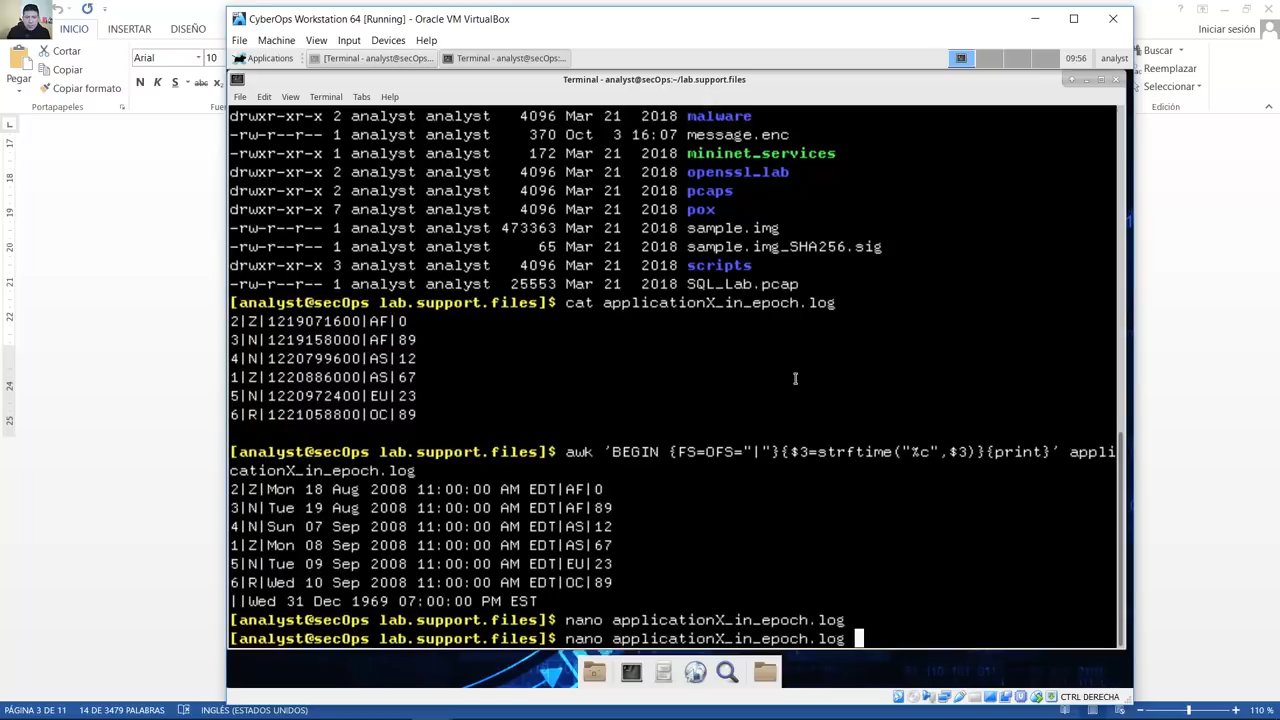 CyberOps Workstation 64 [Running] - Oracle VM VirtualBox
INICIO INSERTAR DISEÑO
Iniciar sesión
File Machine View Input Devices Help
Cortar
Copiar
Copiar formato
Pegar
Portapapeles
Arial 10
N K S abc
Buscar
Reemplazar
Seleccionar
Edición
Applications [Terminal - analyst@secOps:... Terminal - analyst@secOps:... 09:56 analyst
Terminal - analyst@secOps:~/lab.support.files
File Edit View Terminal Tabs Help
drwxr-xr-x 2 analyst analyst 4096 Mar 21 2018 malware
-rw-r--r-- 1 analyst analyst 370 Oct 3 16:07 message.enc
-rwxr-xr-x 1 analyst analyst 172 Mar 21 2018 mininet_services
drwxr-xr-x 2 analyst analyst 4096 Mar 21 2018 openssl_lab
drwxr-xr-x 2 analyst analyst 4096 Mar 21 2018 pcaps
drwxr-xr-x 7 analyst analyst 4096 Mar 21 2018 pox
-rw-r--r-- 1 analyst analyst 473363 Mar 21 2018 sample.img
-rw-r--r-- 1 analyst analyst 65 Mar 21 2018 sample.img_SHA256.sig
drwxr-xr-x 3 analyst analyst 4096 Mar 21 2018 scripts
-rw-r--r-- 1 analyst analyst 25553 Mar 21 2018 SQL_Lab.pcap
[analyst@secOps lab.support.files]$ cat applicationX_in_epoch.log
2|Z|1219071600|AF|0
3|N|1219158000|AF|89
4|N|1220799600|AS|12
1|Z|1220886000|AS|67
5|N|1220972400|EU|23
6|R|1221058800|OC|89
[analyst@secOps lab.support.files]$ awk 'BEGIN {FS=OFS="|"}{$3=strftime("%c",$3)}{print}' appli
cationX_in_epoch.log
2|Z|Mon 18 Aug 2008 11:00:00 AM EDT|AF|0
3|N|Tue 19 Aug 2008 11:00:00 AM EDT|AF|89
4|N|Sun 07 Sep 2008 11:00:00 AM EDT|AS|12
1|Z|Mon 08 Sep 2008 11:00:00 AM EDT|AS|67
5|N|Tue 09 Sep 2008 11:00:00 AM EDT|EU|23
6|R|Wed 10 Sep 2008 11:00:00 AM EDT|OC|89
||Wed 31 Dec 1969 07:00:00 PM EST
[analyst@secOps lab.support.files]$ nano applicationX_in_epoch.log
[analyst@secOps lab.support.files]$ nano applicationX_in_epoch.log
CTRL DERECHA
PÁGINA 3 DE 11 14 DE 3479 PALABRAS INGLÉS (ESTADOS UNIDOS) 110 %